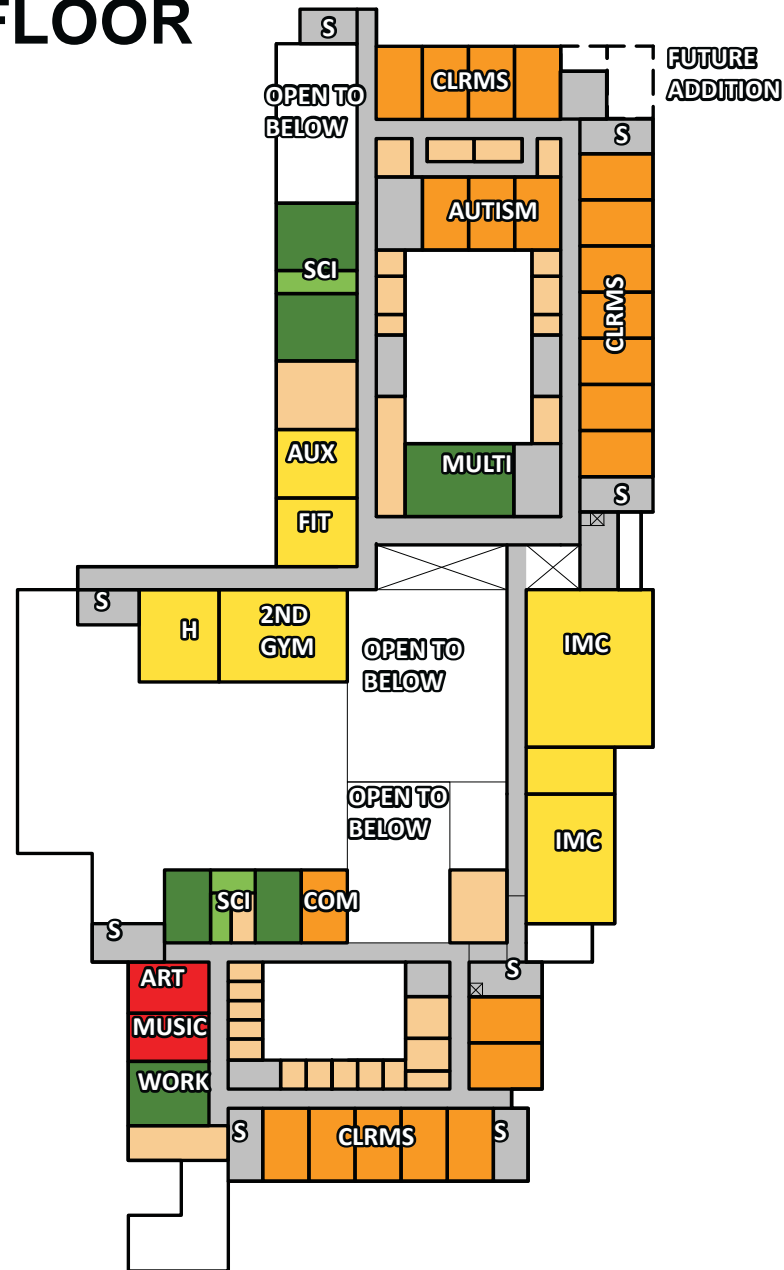 FLOOR
S
FUTURE
ADDITION
CLRMS
OPEN TO
BELOW
S
AUTISM
SCI
CLRMS
AUX
MULTI
S
FIT
S
H
2ND
GYM
IMC
OPEN TO
BELOW
OPEN TO
BELOW
IMC
SCI
COM
S
S
ART
MUSIC
WORK
S
CLRMS
S